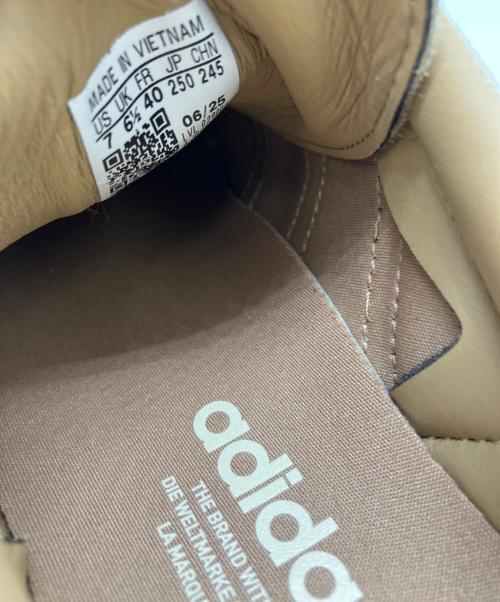 MADE IN VIETNAM
US UK FR JP CHN
7 6½ 40 250 245
06/25
adidas
THE BRAND WITH
DIE WELTMARKE
LA MARQUE